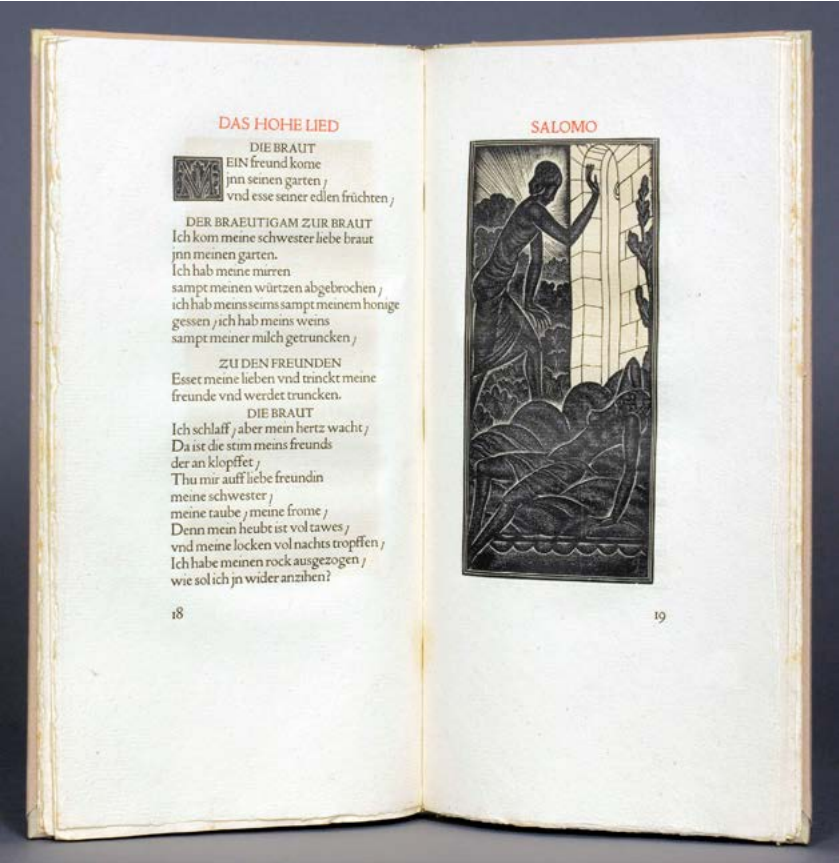 DAS HOHE LIED
DIE BRAUT
MEIN freund kome
jnn seinen garten /
vnd esse seiner edlen früchten /
DER BRAEUTIGAM ZUR BRAUT
Ich kom meine schwester liebe braut
jnn meinen garten.
Ich hab meine mirren
sampt meinen würtzen abgebrochen /
ich hab meins seims sampt meinem honige
gessen / ich hab meins weins
sampt meiner milch getruncken /
ZU DEN FREUNDEN
Esset meine lieben vnd trinckt meine
freunde vnd werdet truncken.
DIE BRAUT
Ich schlaff / aber mein hertz wacht /
Da ist die stim meins freunds
der an klopffet /
Thu mir auff liebe freundin
meine schwester /
meine taube / meine frome /
Denn mein heubt ist vol tawes /
vnd meine locken vol nachts tropffen /
Ich habe meinen rock ausgezogen /
wie sol ich jn wider anzihen?
18
SALOMO
19